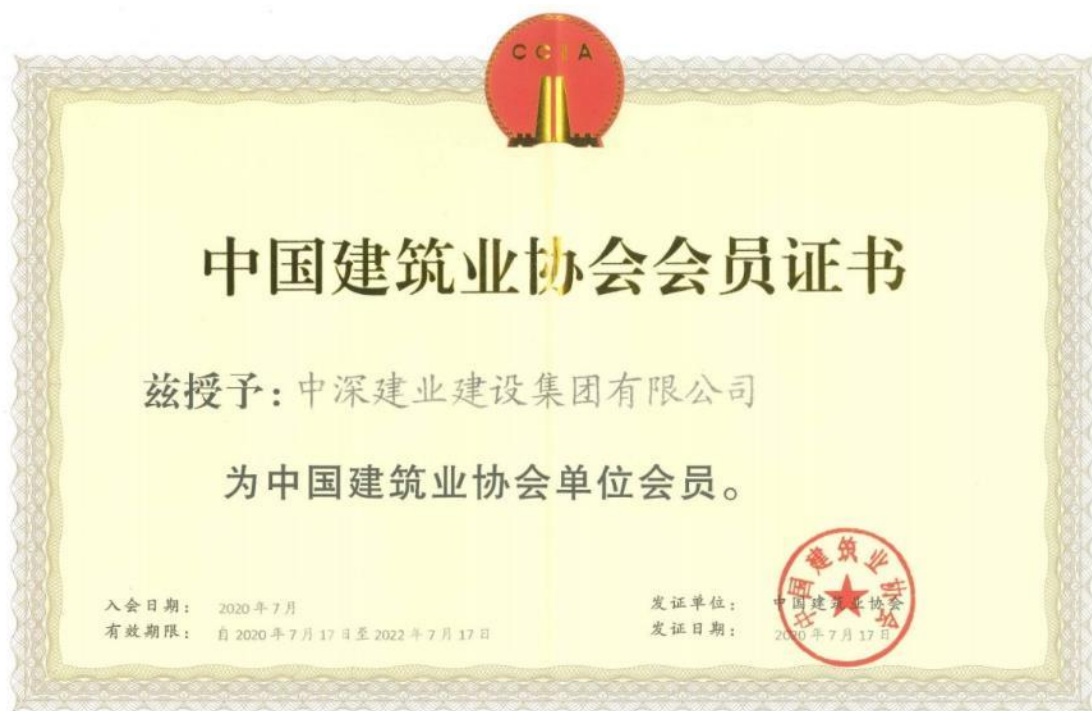 CCIA
中国建筑业协会会员证书
兹授予：中深建业建设集团有限公司
为中国建筑业协会单位会员。
入会日期： 2020年7月
有效期限： 自2020年7月17日至2022年7月17日
发证单位： 中国建筑业协会
发证日期： 2020年7月17日
中国建筑业协会